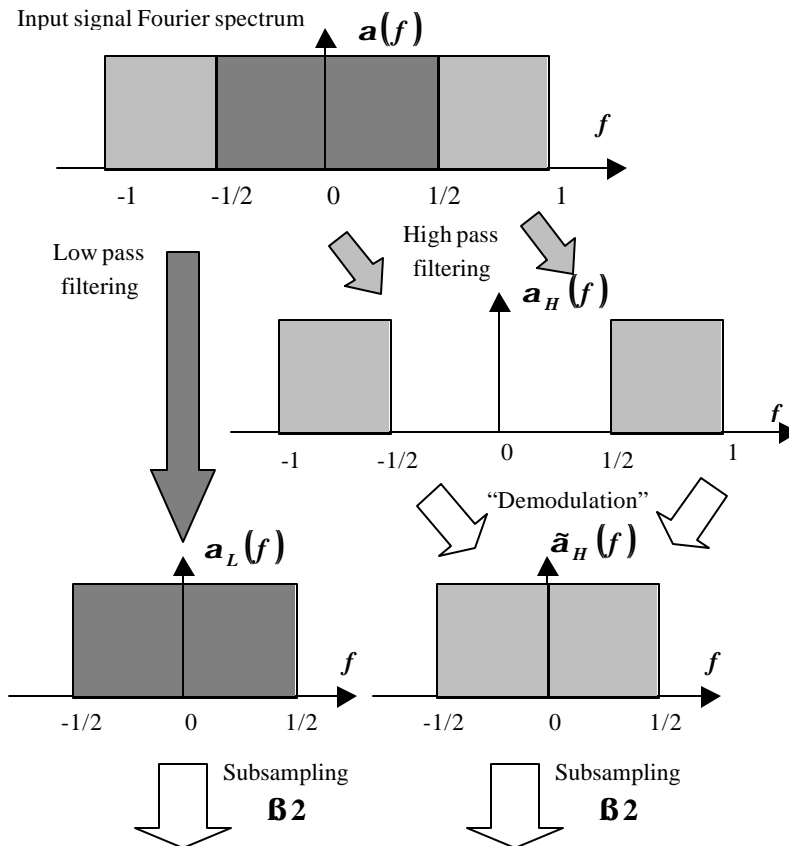 Input signal Fourier spectrum
a(f)
f
-1 -1/2 0 1/2 1
Low pass
filtering
High pass
filtering
a_H(f)
f
-1 -1/2 0 1/2 1
“Demodulation”
a_L(f)
ã_H(f)
f
f
-1/2 0 1/2
-1/2 0 1/2
Subsampling
ß2
Subsampling
ß2